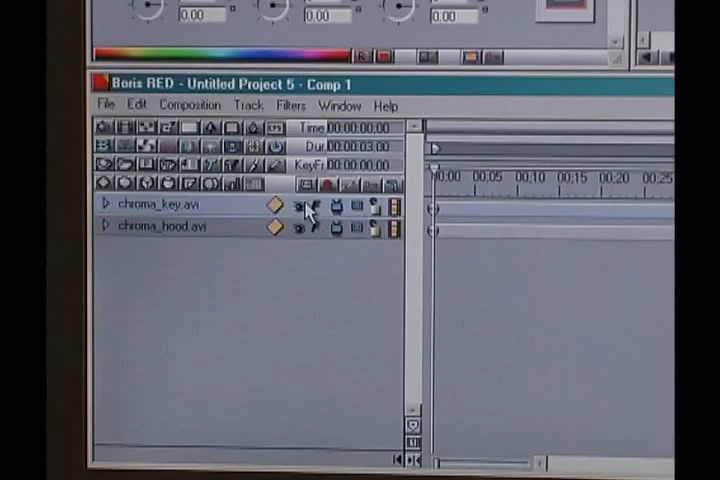 0.00 0.00 0.00
Boris RED - Untitled Project 5 - Comp 1
File Edit Composition Track Filters Window Help
Time 00:00:00:00
Dur 00:00:03:00
KeyFr 00:00:00:00
00;00 00;05 00;10 00;15 00;20 00;25
chroma_key.avi
chroma_hood.avi